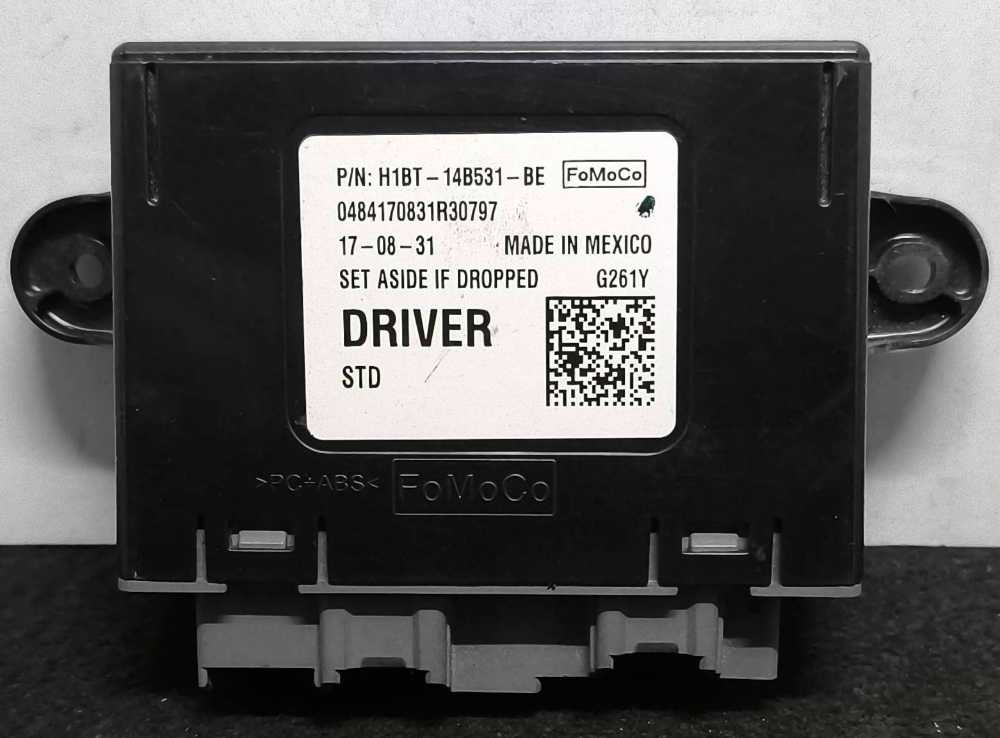 P/N: H1BT-14B531-BE FoMoCo
0484170831R30797
17-08-31 MADE IN MEXICO
SET ASIDE IF DROPPED G261Y
DRIVER
STD
>PC+ABS< FoMoCo